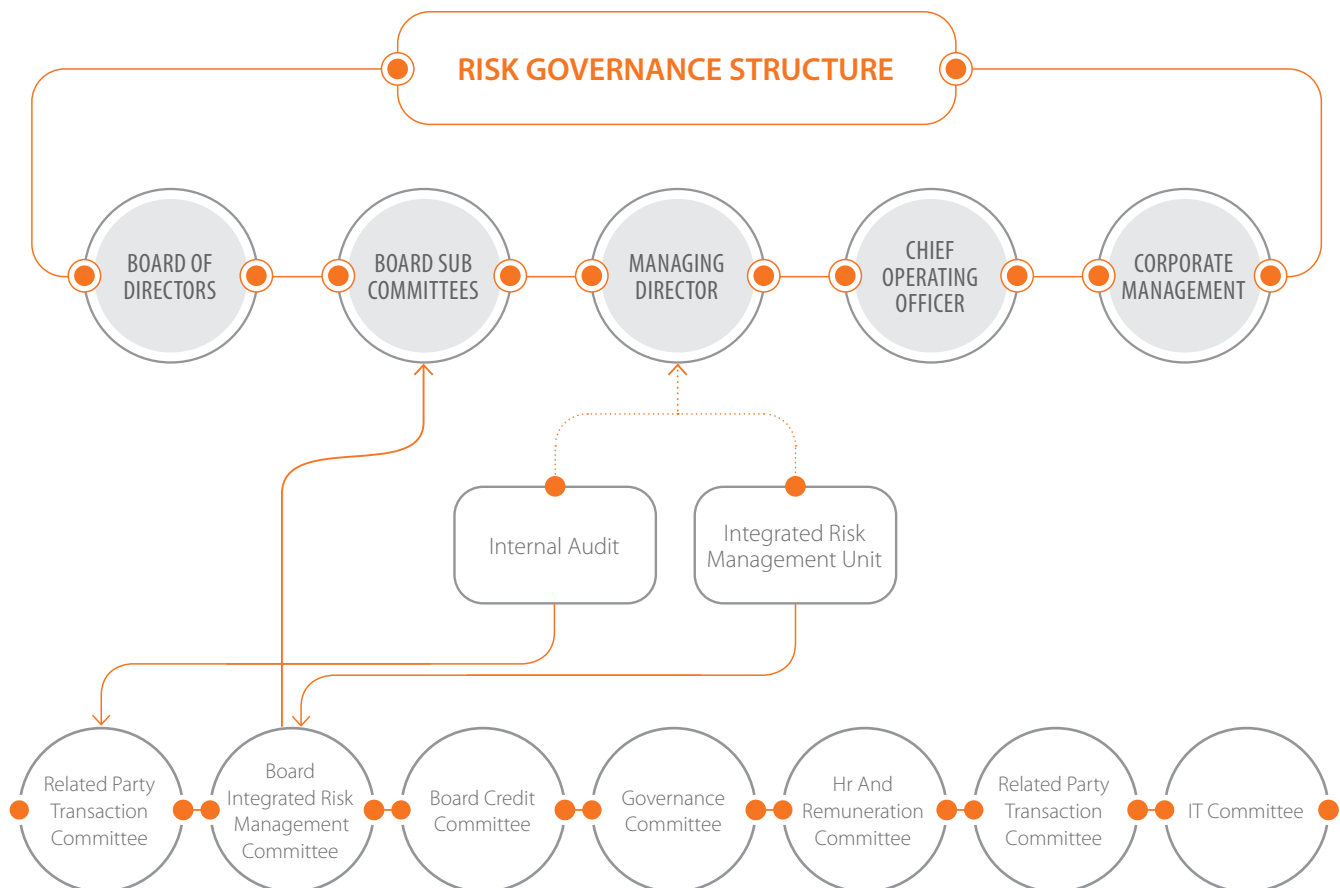 RISK GOVERNANCE STRUCTURE
BOARD OF
DIRECTORS
BOARD SUB
COMMITTEES
MANAGING
DIRECTOR
CHIEF
OPERATING
OFFICER
CORPORATE
MANAGEMENT
Internal Audit
Integrated Risk
Management Unit
Related Party
Transaction
Committee
Board
Integrated Risk
Management
Committee
Board Credit
Committee
Governance
Committee
Hr And
Remuneration
Committee
Related Party
Transaction
Committee
IT Committee